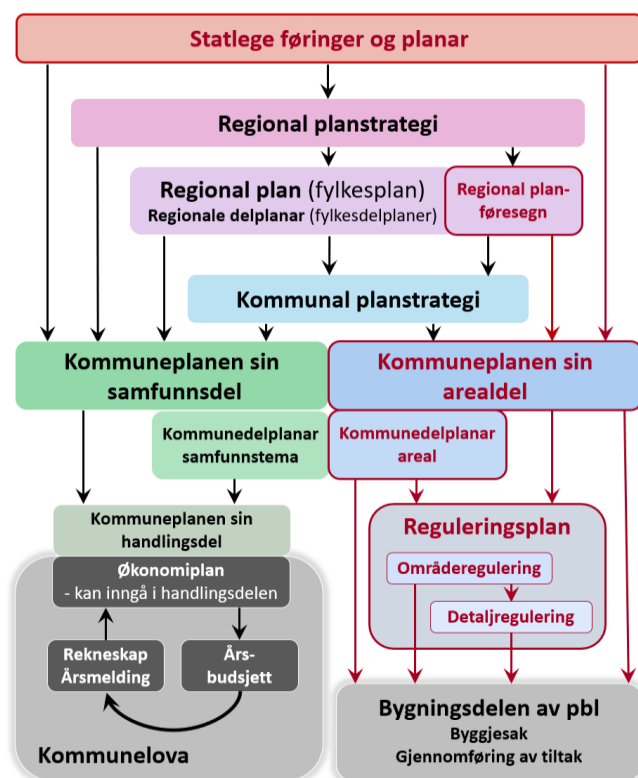 Statlege føringer og planar
Regional planstrategi
Regional plan (fylkesplan)
Regionale delplanar (fylkesdelplaner)
Regional plan-
føresegn
Kommunal planstrategi
Kommuneplanen sin
samfunnsdel
Kommuneplanen sin
arealdel
Kommunedelplanar
samfunnstema
Kommunedelplanar
areal
Kommuneplanen sin
handlingsdel
Økonomiplan
- kan inngå i handlingsdelen
Rekneskap
Årsmelding
Års-
budsjett
Kommunelova
Reguleringsplan
Områderegulering
Detaljregulering
Bygningsdelen av pbl
Byggjesak
Gjennomføring av tiltak